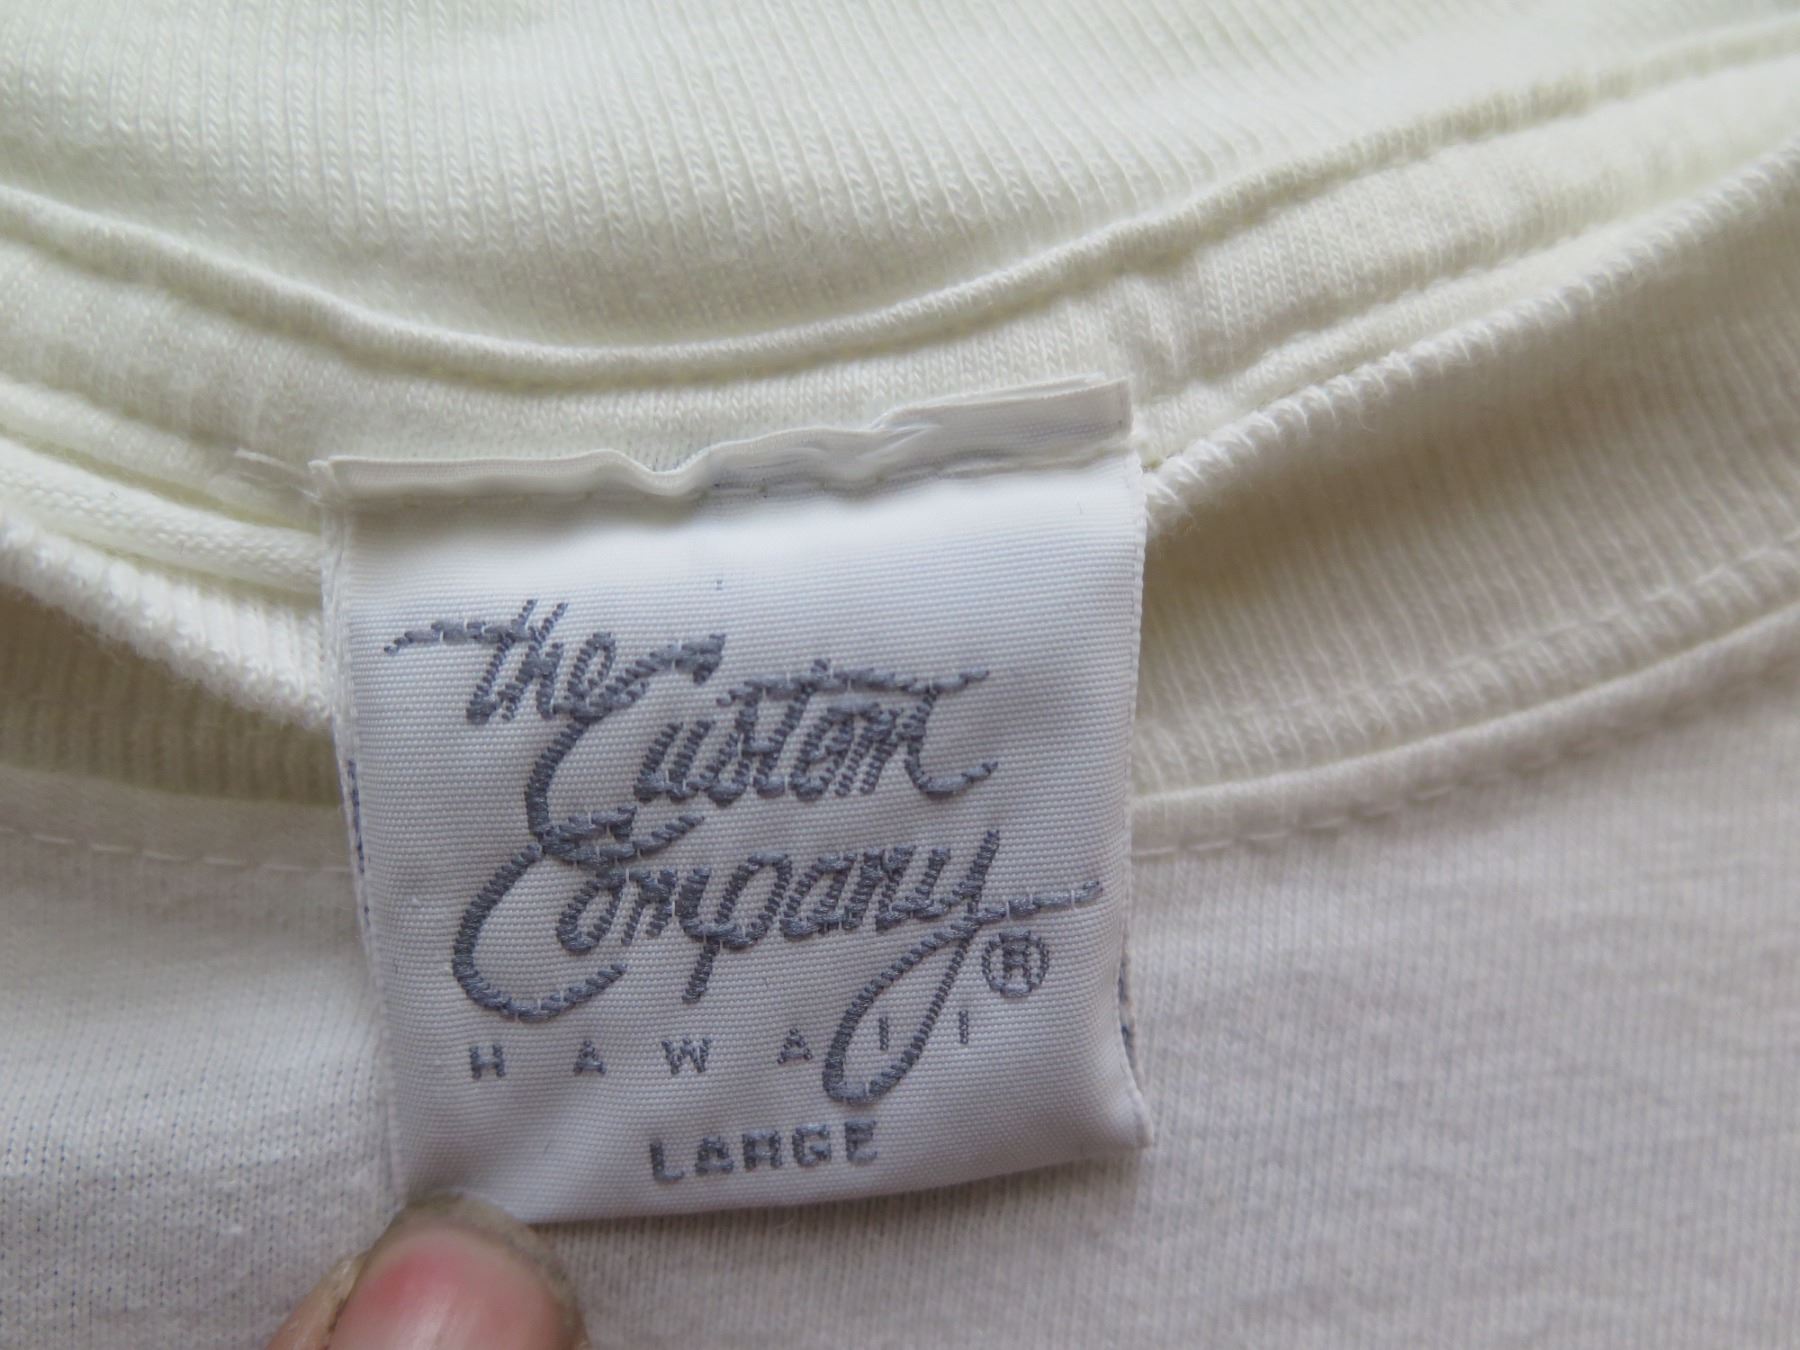 the
Custom
Company ®
HAWAII
LARGE